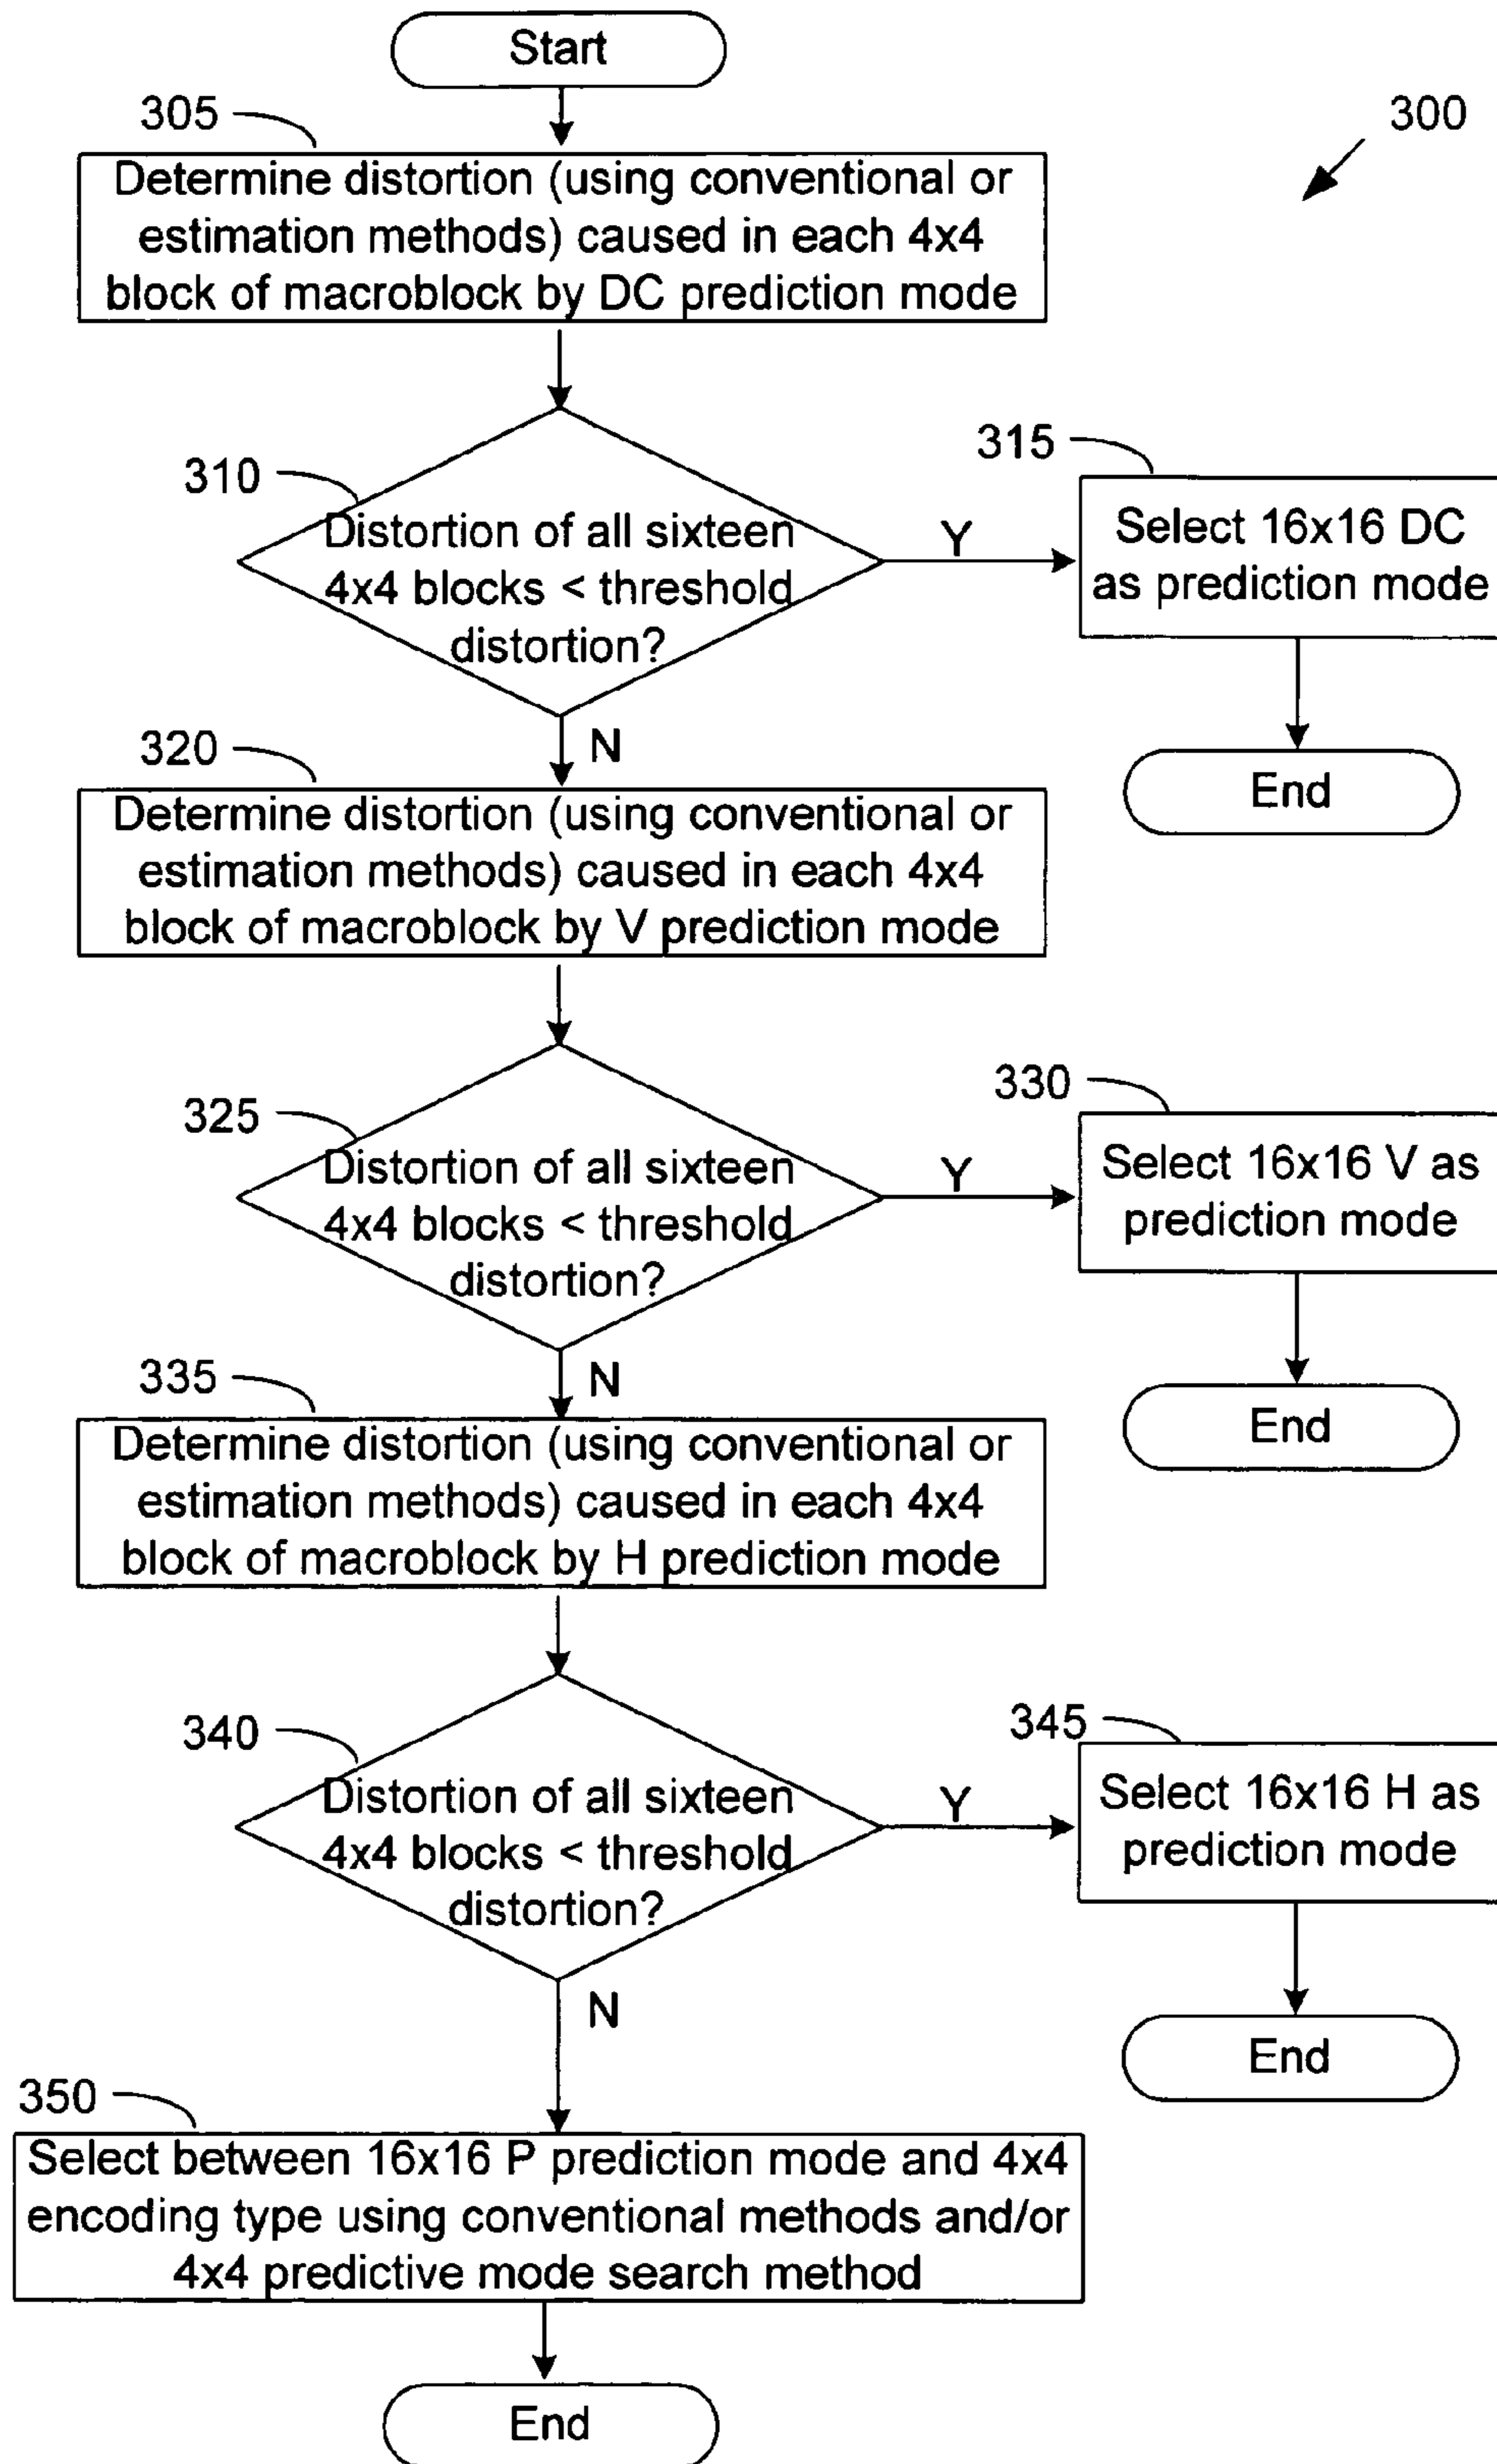 Start
305
300
Determine distortion (using conventional or
estimation methods) caused in each 4x4
block of macroblock by DC prediction mode
310
Distortion of all sixteen
4x4 blocks < threshold
distortion?
Y
315
Select 16x16 DC
as prediction mode
End
N
320
Determine distortion (using conventional or
estimation methods) caused in each 4x4
block of macroblock by V prediction mode
325
Distortion of all sixteen
4x4 blocks < threshold
distortion?
Y
330
Select 16x16 V as
prediction mode
End
N
335
Determine distortion (using conventional or
estimation methods) caused in each 4x4
block of macroblock by H prediction mode
340
Distortion of all sixteen
4x4 blocks < threshold
distortion?
Y
345
Select 16x16 H as
prediction mode
End
N
350
Select between 16x16 P prediction mode and 4x4
encoding type using conventional methods and/or
4x4 predictive mode search method
End